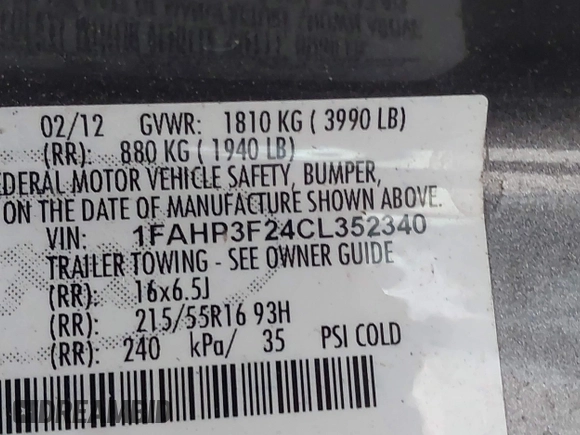 02/12 GVWR: 1810 KG ( 3990 LB)
(RR): 880 KG ( 1940 LB)
EDERAL MOTOR VEHICLE SAFETY, BUMPER,
ON THE DATE OF MANUFACTURE SHOWN ABOVE.
VIN: 1FAHP3F24CL352340
TRAILER TOWING - SEE OWNER GUIDE
(RR): 16x6.5J
(RR): 215/55R16 93H
(RR): 240 kPa/ 35 PSI COLD
DREAMBID